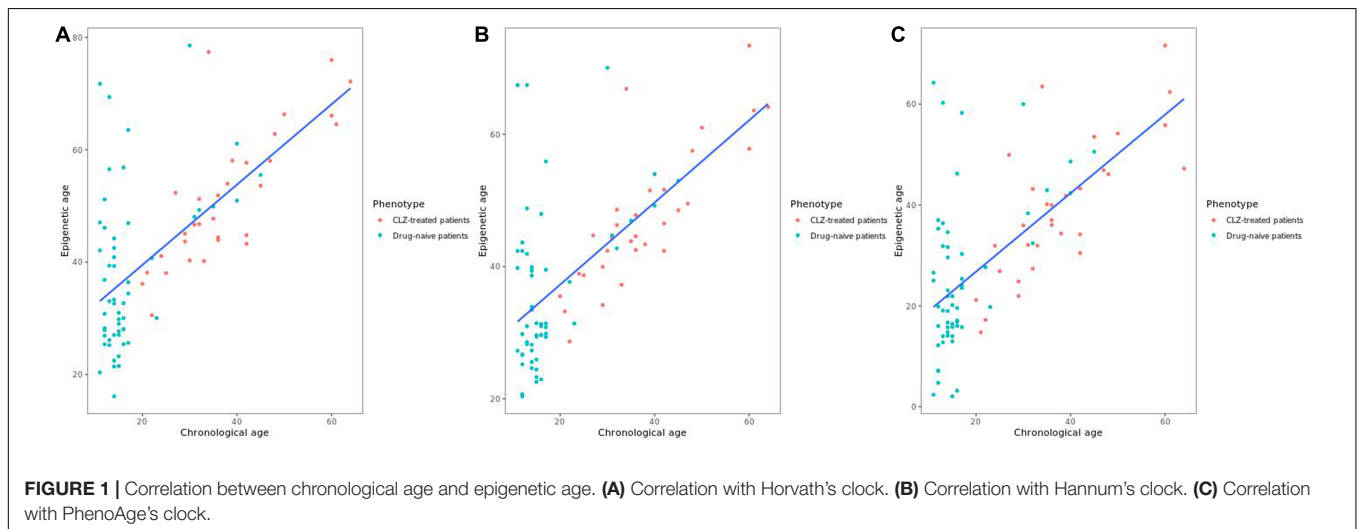 A
80
60
40
20
20
40
60
Epigenetic age
Chronological age
Phenotype
CLZ-treated patients
Drug-naive patients
B
60
40
20
20
40
60
Epigenetic age
Chronological age
Phenotype
CLZ-treated patients
Drug-naive patients
C
60
40
20
0
20
40
60
Epigenetic age
Chronological age
Phenotype
CLZ-treated patients
Drug-naive patients
FIGURE 1 | Correlation between chronological age and epigenetic age. (A) Correlation with Horvath's clock. (B) Correlation with Hannum's clock. (C) Correlation
with PhenoAge's clock.